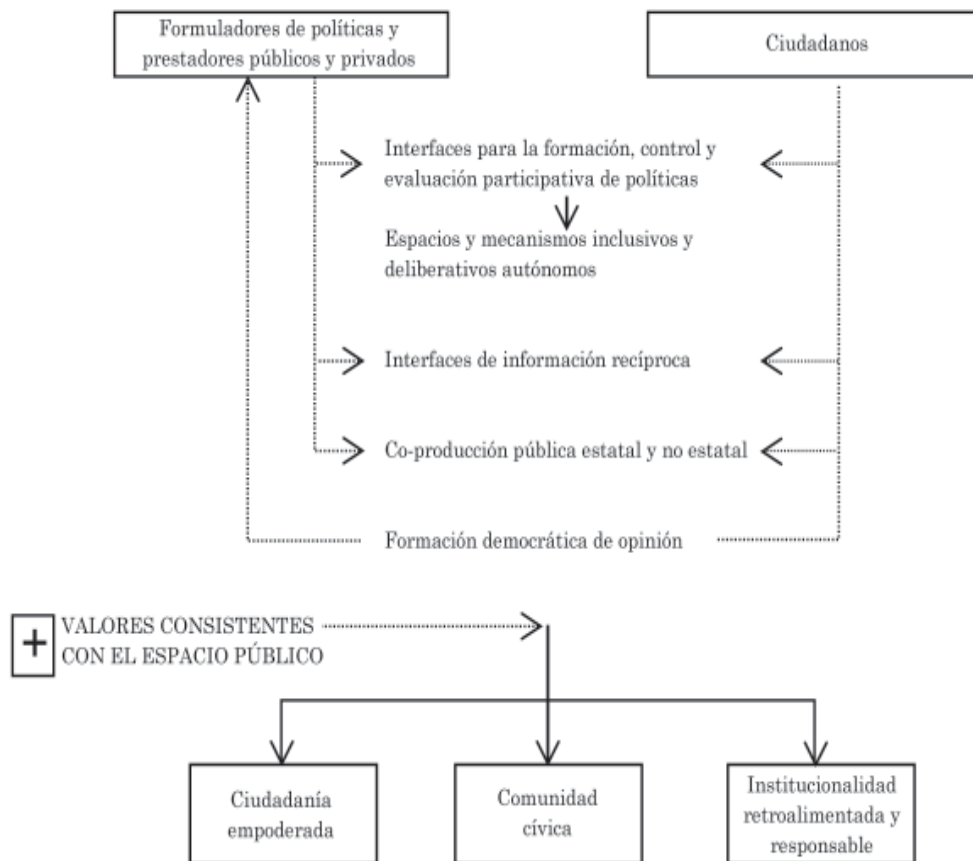 Formuladores de políticas y
prestadores públicos y privados
Ciudadanos
Interfaces para la formación, control y
evaluación participativa de políticas
Espacios y mecanismos inclusivos y
deliberativos autónomos
Interfaces de información recíproca
Co-producción pública estatal y no estatal
Formación democrática de opinión
+ VALORES CONSISTENTES
CON EL ESPACIO PÚBLICO
Ciudadanía
empoderada
Comunidad
cívica
Institucionalidad
retroalimentada y
responsable